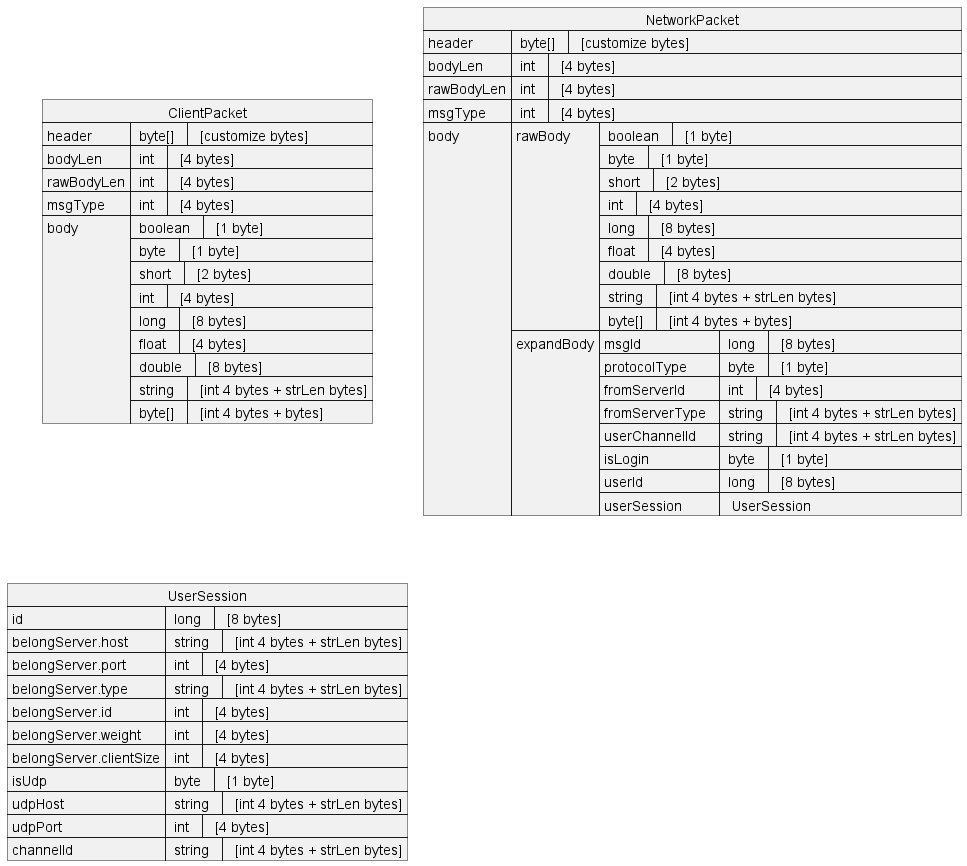 ClientPacket
header byte[] [customize bytes]
bodyLen int [4 bytes]
rawBodyLen int [4 bytes]
msgType int [4 bytes]
body boolean [1 byte]
byte [1 byte]
short [2 bytes]
int [4 bytes]
long [8 bytes]
float [4 bytes]
double [8 bytes]
string [int 4 bytes + strLen bytes]
byte[] [int 4 bytes + bytes]
NetworkPacket
header byte[] [customize bytes]
bodyLen int [4 bytes]
rawBodyLen int [4 bytes]
msgType int [4 bytes]
body rawBody boolean [1 byte]
byte [1 byte]
short [2 bytes]
int [4 bytes]
long [8 bytes]
float [4 bytes]
double [8 bytes]
string [int 4 bytes + strLen bytes]
byte[] [int 4 bytes + bytes]
expandBody msgId long [8 bytes]
protocolType byte [1 byte]
fromServerId int [4 bytes]
fromServerType string [int 4 bytes + strLen bytes]
userChannelId string [int 4 bytes + strLen bytes]
isLogin byte [1 byte]
userId long [8 bytes]
userSession UserSession
UserSession
id long [8 bytes]
belongServer.host string [int 4 bytes + strLen bytes]
belongServer.port int [4 bytes]
belongServer.type string [int 4 bytes + strLen bytes]
belongServer.id int [4 bytes]
belongServer.weight int [4 bytes]
belongServer.clientSize int [4 bytes]
isUdp byte [1 byte]
udpHost string [int 4 bytes + strLen bytes]
udpPort int [4 bytes]
channelId string [int 4 bytes + strLen bytes]